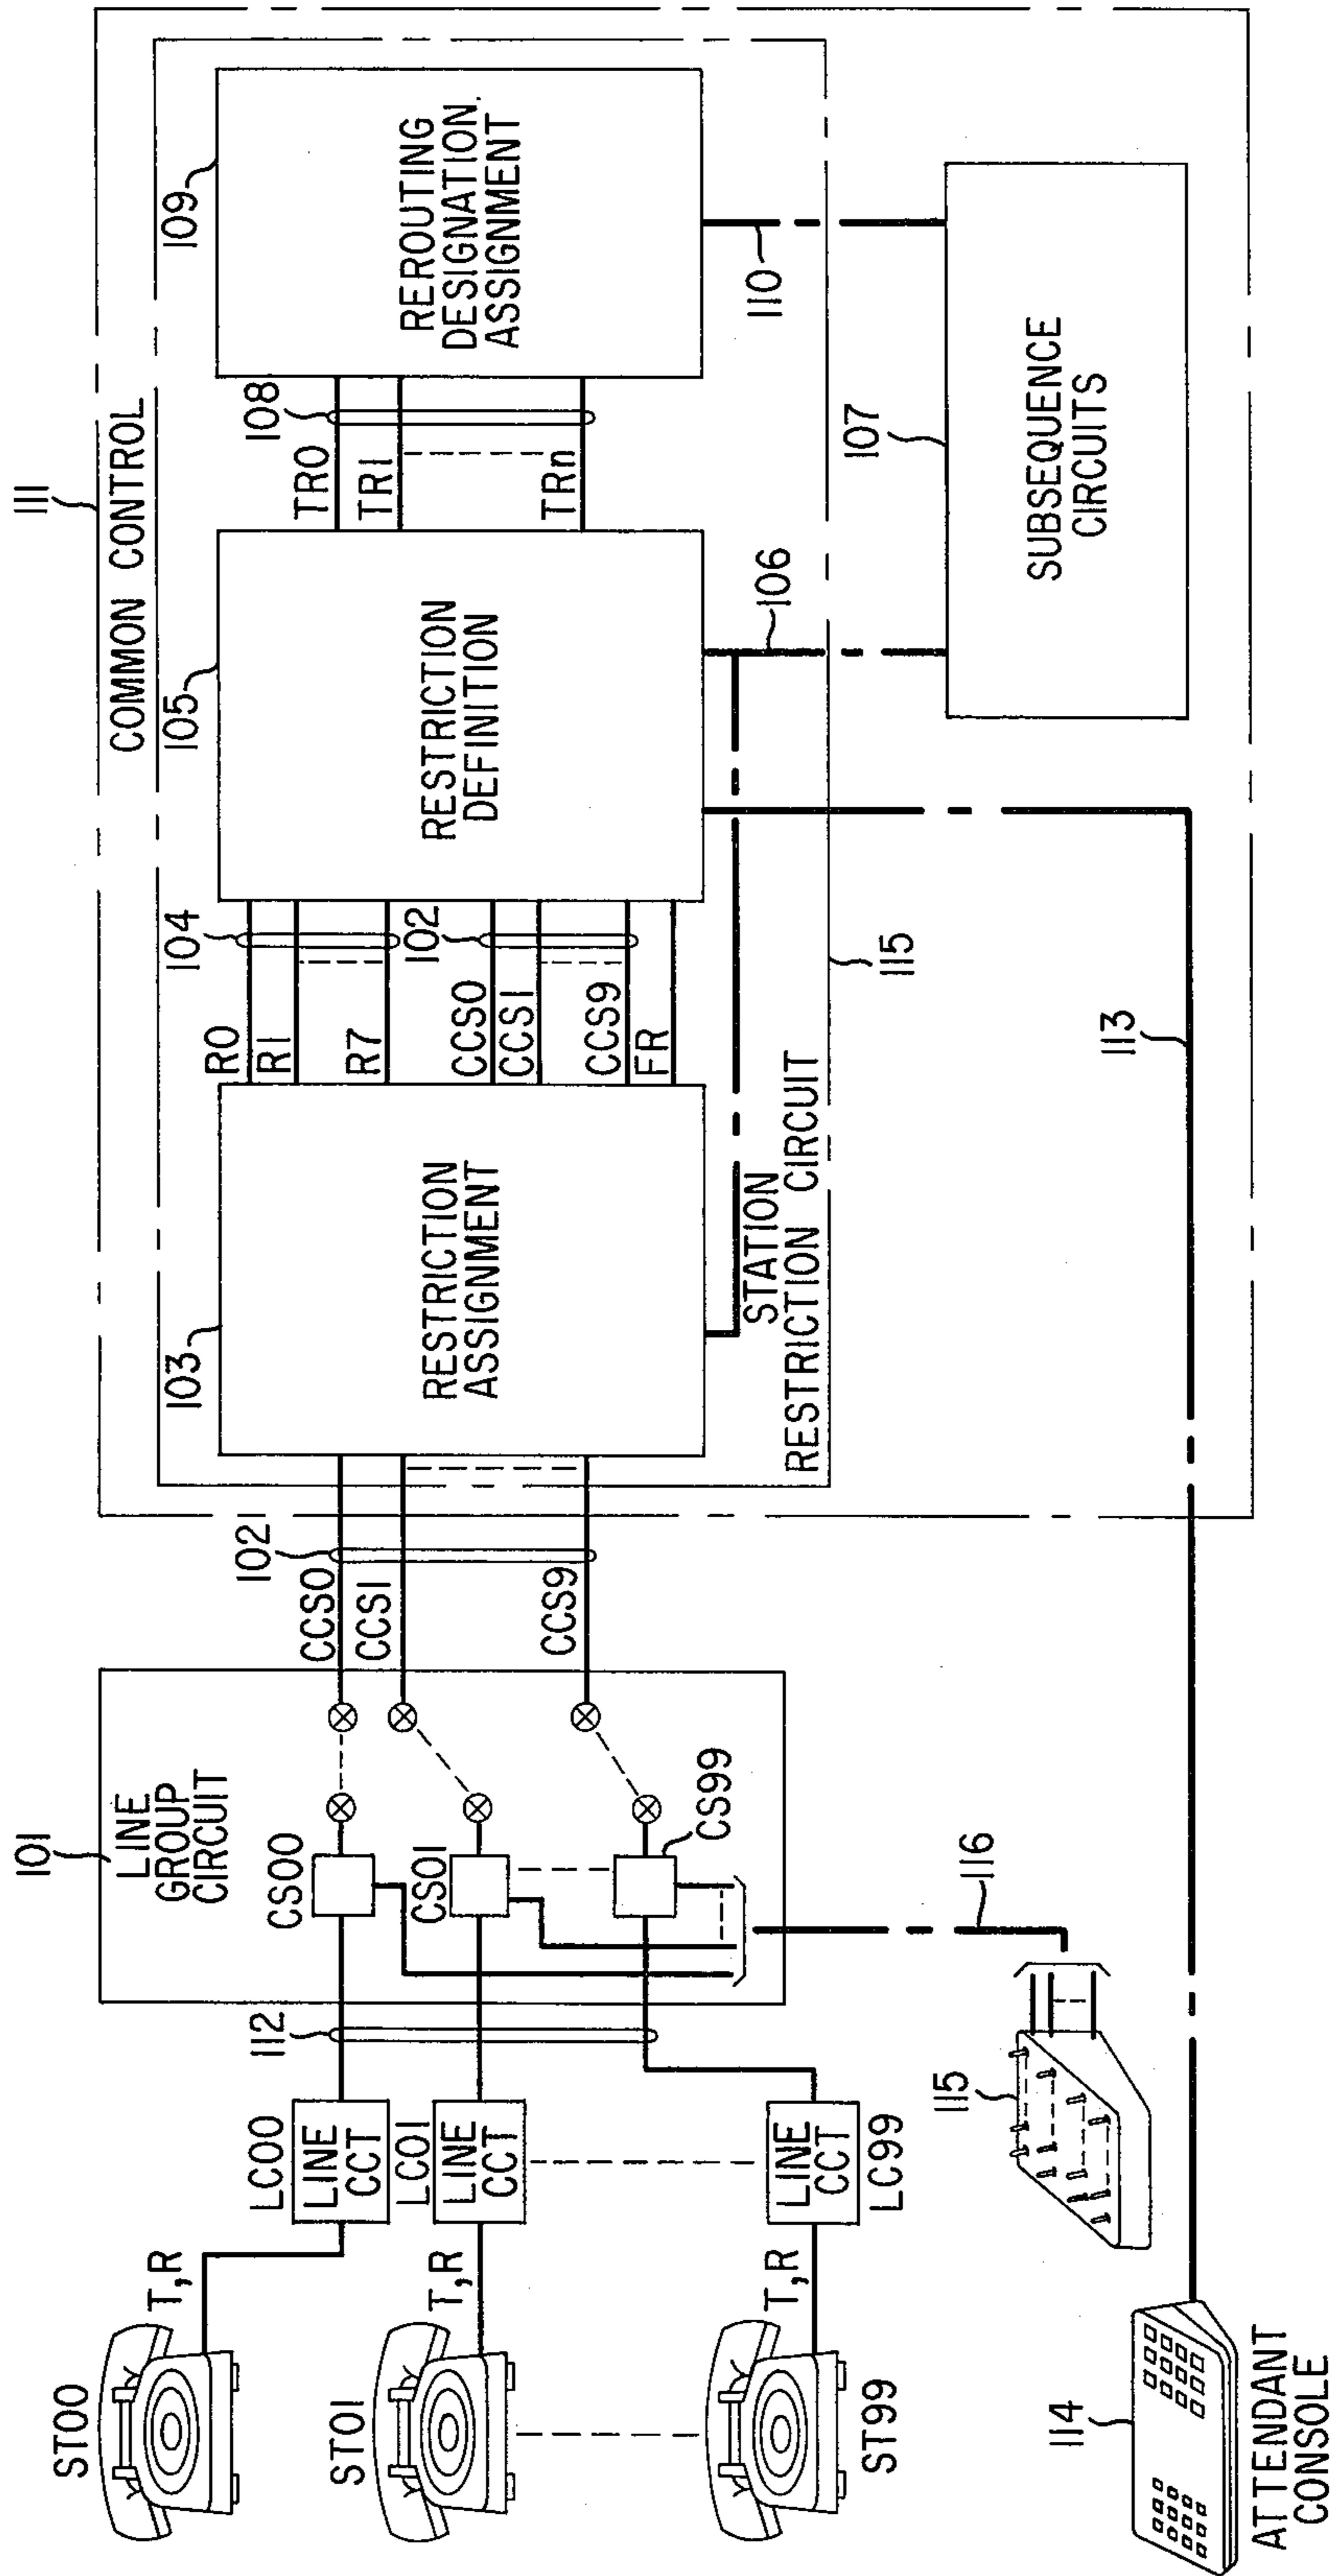 111
COMMON CONTROL
101
LINE
GROUP
CIRCUIT
103
RESTRICTION
ASSIGNMENT
104
R0
R1
R7
102
CCS0
CCS1
CCS9
FR
105
RESTRICTION
DEFINITION
108
TR0
TR1
TRn
109
REROUTING
DESIGNATION.
ASSIGNMENT
ST00
T,R
LC00
LINE
CCT
112
CS00
102
CCS0
CCS1
CCS9
ST01
T,R
LC01
LINE
CCT
CS01
CS99
ST99
T,R
LINE
CCT
LC99
STATION
RESTRICTION CIRCUIT
115
106
110
107
SUBSEQUENCE
CIRCUITS
116
115
113
114
ATTENDANT
CONSOLE